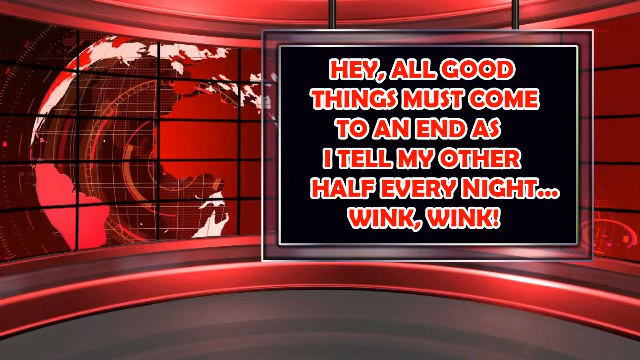 HEY, ALL GOOD
THINGS MUST COME
TO AN END AS
I TELL MY OTHER
HALF EVERY NIGHT...
WINK, WINK!